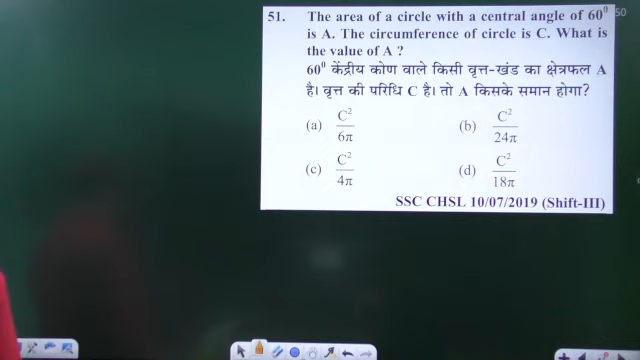 51. The area of a circle with a central angle of 60⁰
is A. The circumference of circle is C. What is
the value of A ?
60⁰ केंद्रीय कोण वाले किसी वृत्त-खंड का क्षेत्रफल A
है। वृत्त की परिधि C है। तो A किसके समान होगा?
(a) C²/6π (b) C²/24π
(c) C²/4π (d) C²/18π
SSC CHSL 10/07/2019 (Shift-III)